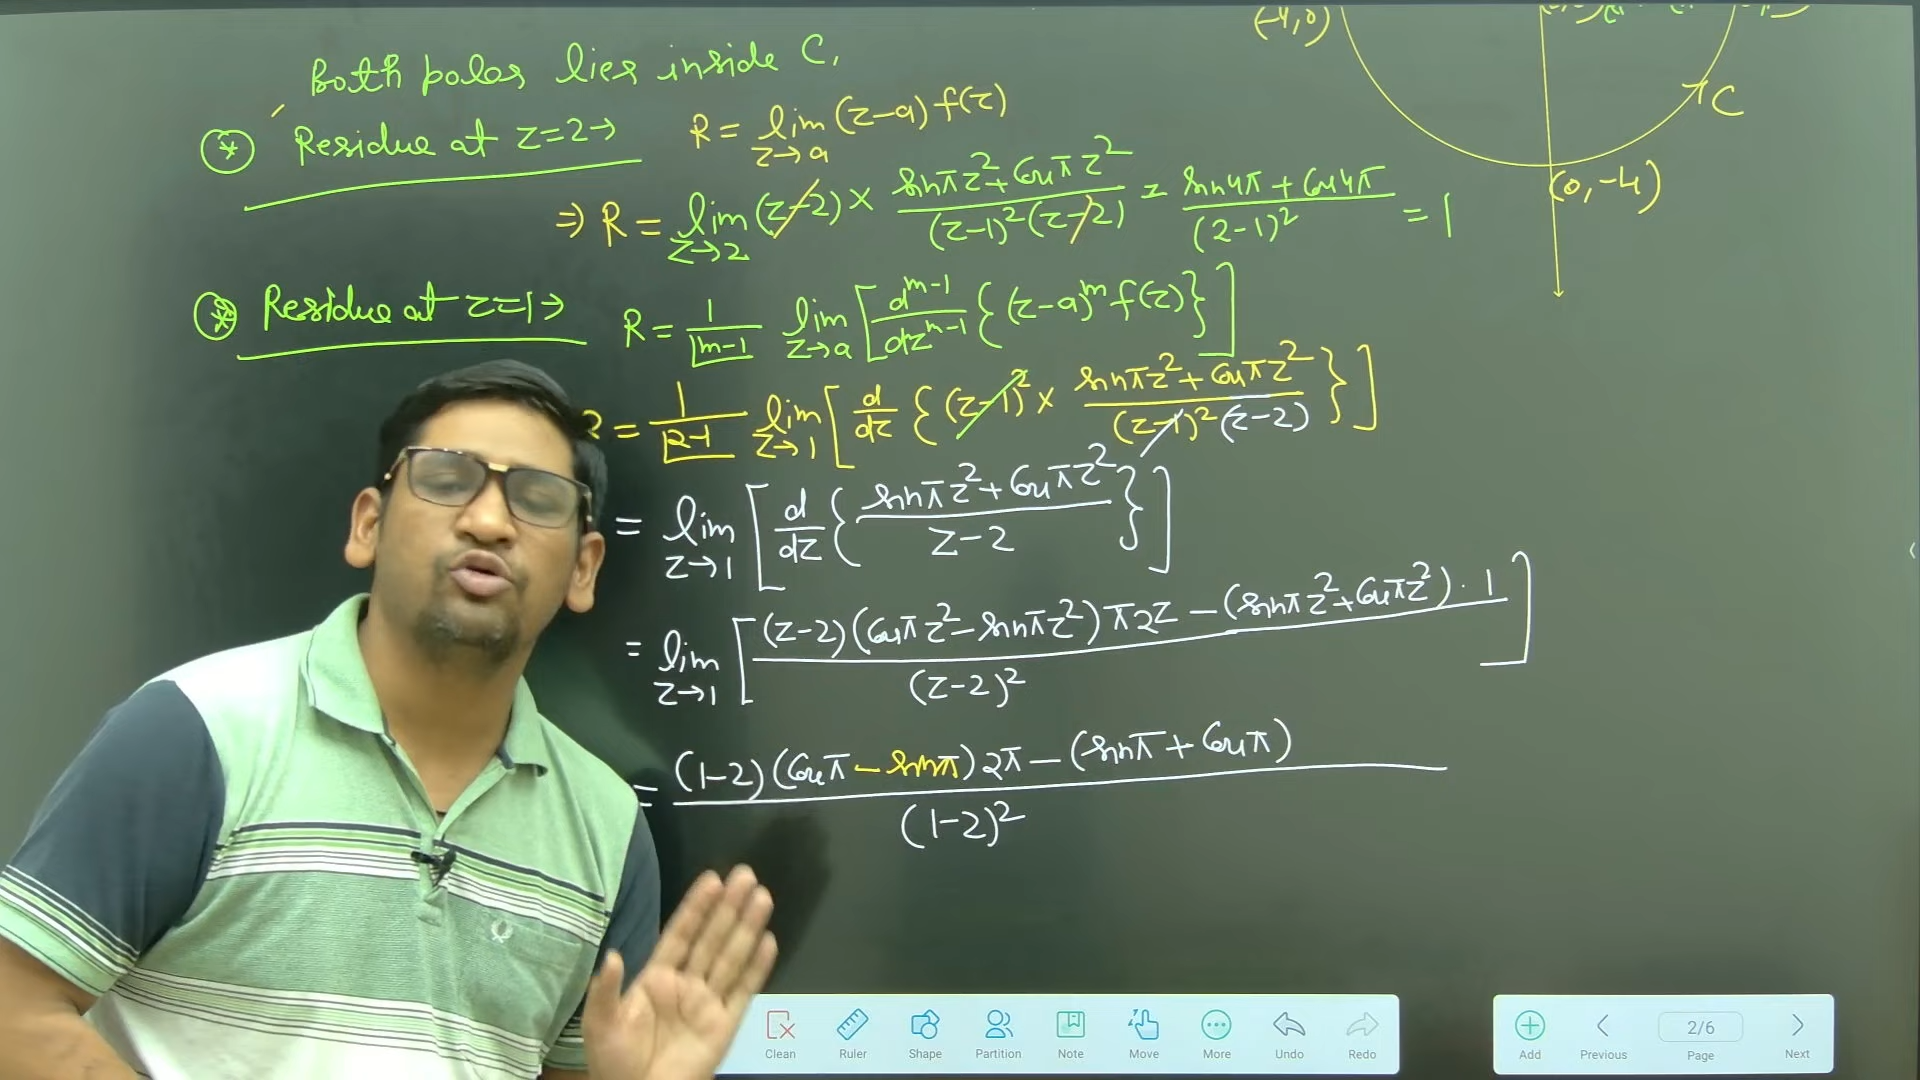 Both poles lies inside C.
(-4,0)
C
(0,-4)
* Residue at z=2→ R = lim z→a (z-a) f(z)
⇒ R = lim z→2 (z-2) × (sinπz²+cosπz²)/((z-1)²(z-2)) = (sin4π+cos4π)/(2-1)² = 1
* Residue at z=1→ R = 1/|m-1 lim z→a [d^(m-1)/dz^(m-1) {(z-a)^m f(z)}]
R = 1/|2-1 lim z→1 [d/dz {(z-1)² × (sinπz²+cosπz²)/((z-1)²(z-2))}]
= lim z→1 [d/dz {(sinπz²+cosπz²)/(z-2)}]
= lim z→1 [((z-2)(cosπz²-sinπz²)π2z-(sinπz²+cosπz²).1)/(z-2)²]
= ((1-2)(cosπ-sinπ)2π-(sinπ+cosπ))/(1-2)²
Clean Ruler Shape Partition Note Move More Undo Redo
Add Previous 2/6 Page Next